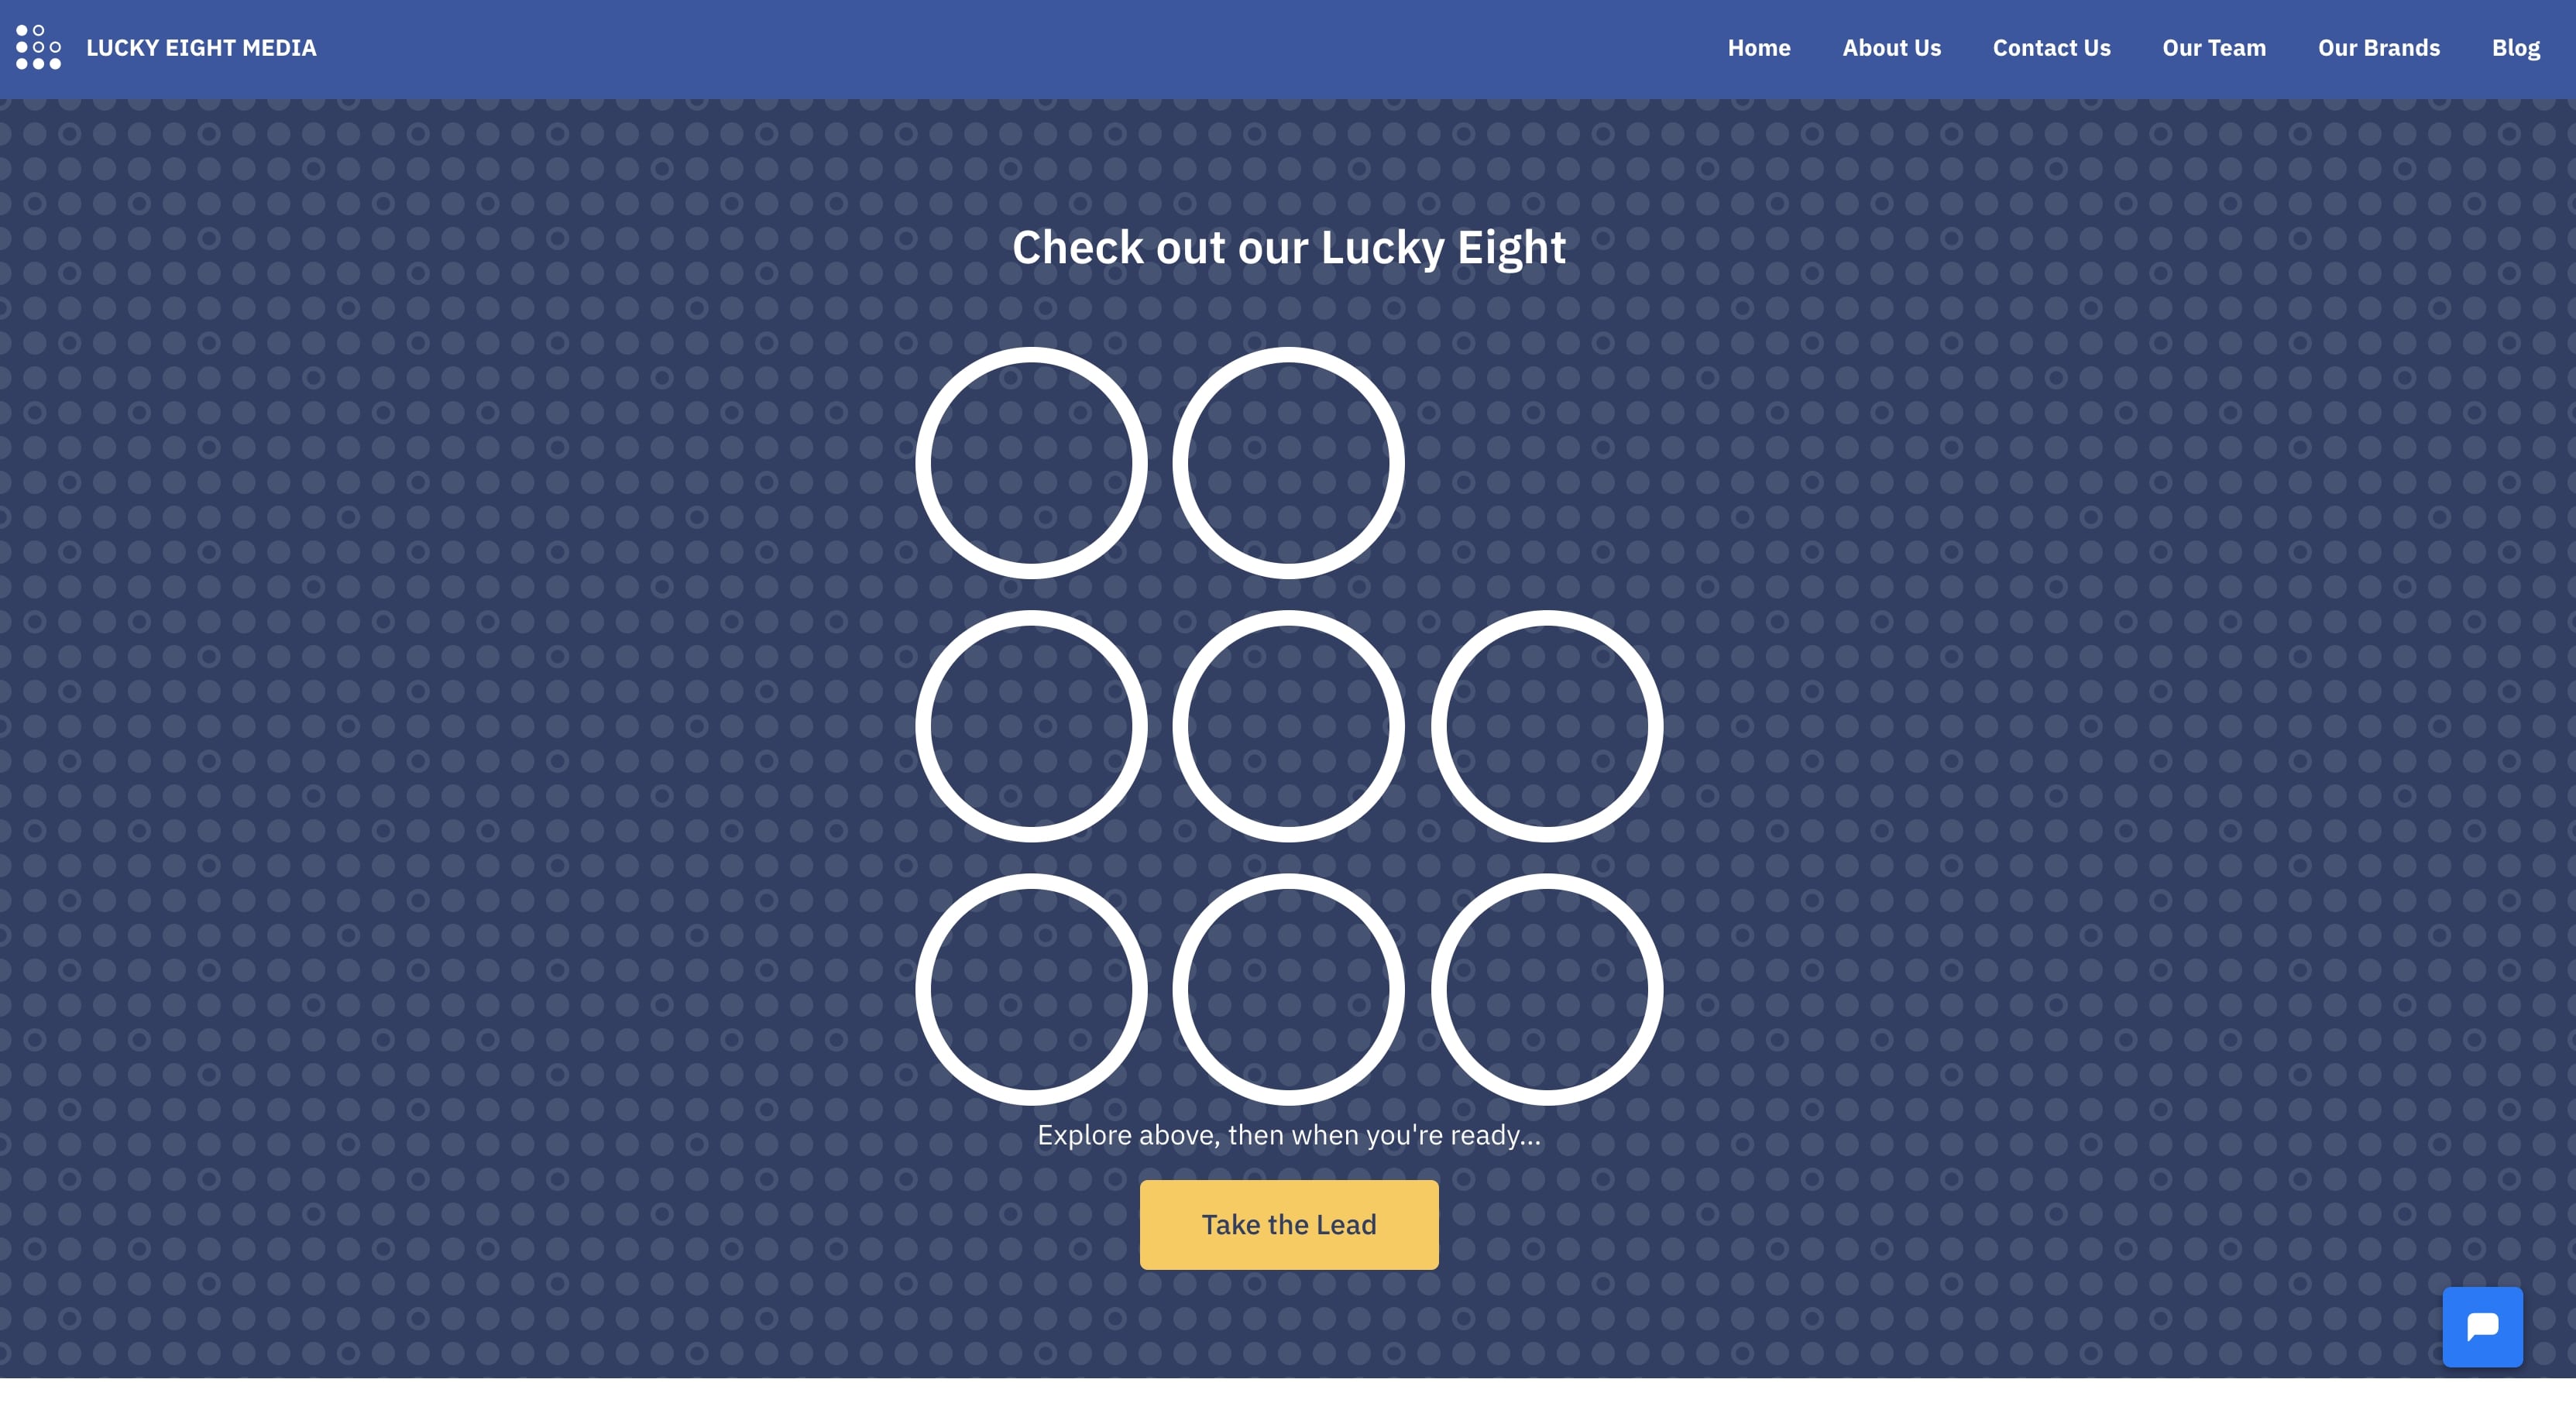 LUCKY EIGHT MEDIA
Home About Us Contact Us Our Team Our Brands Blog
Check out our Lucky Eight
Explore above, then when you're ready...
Take the Lead